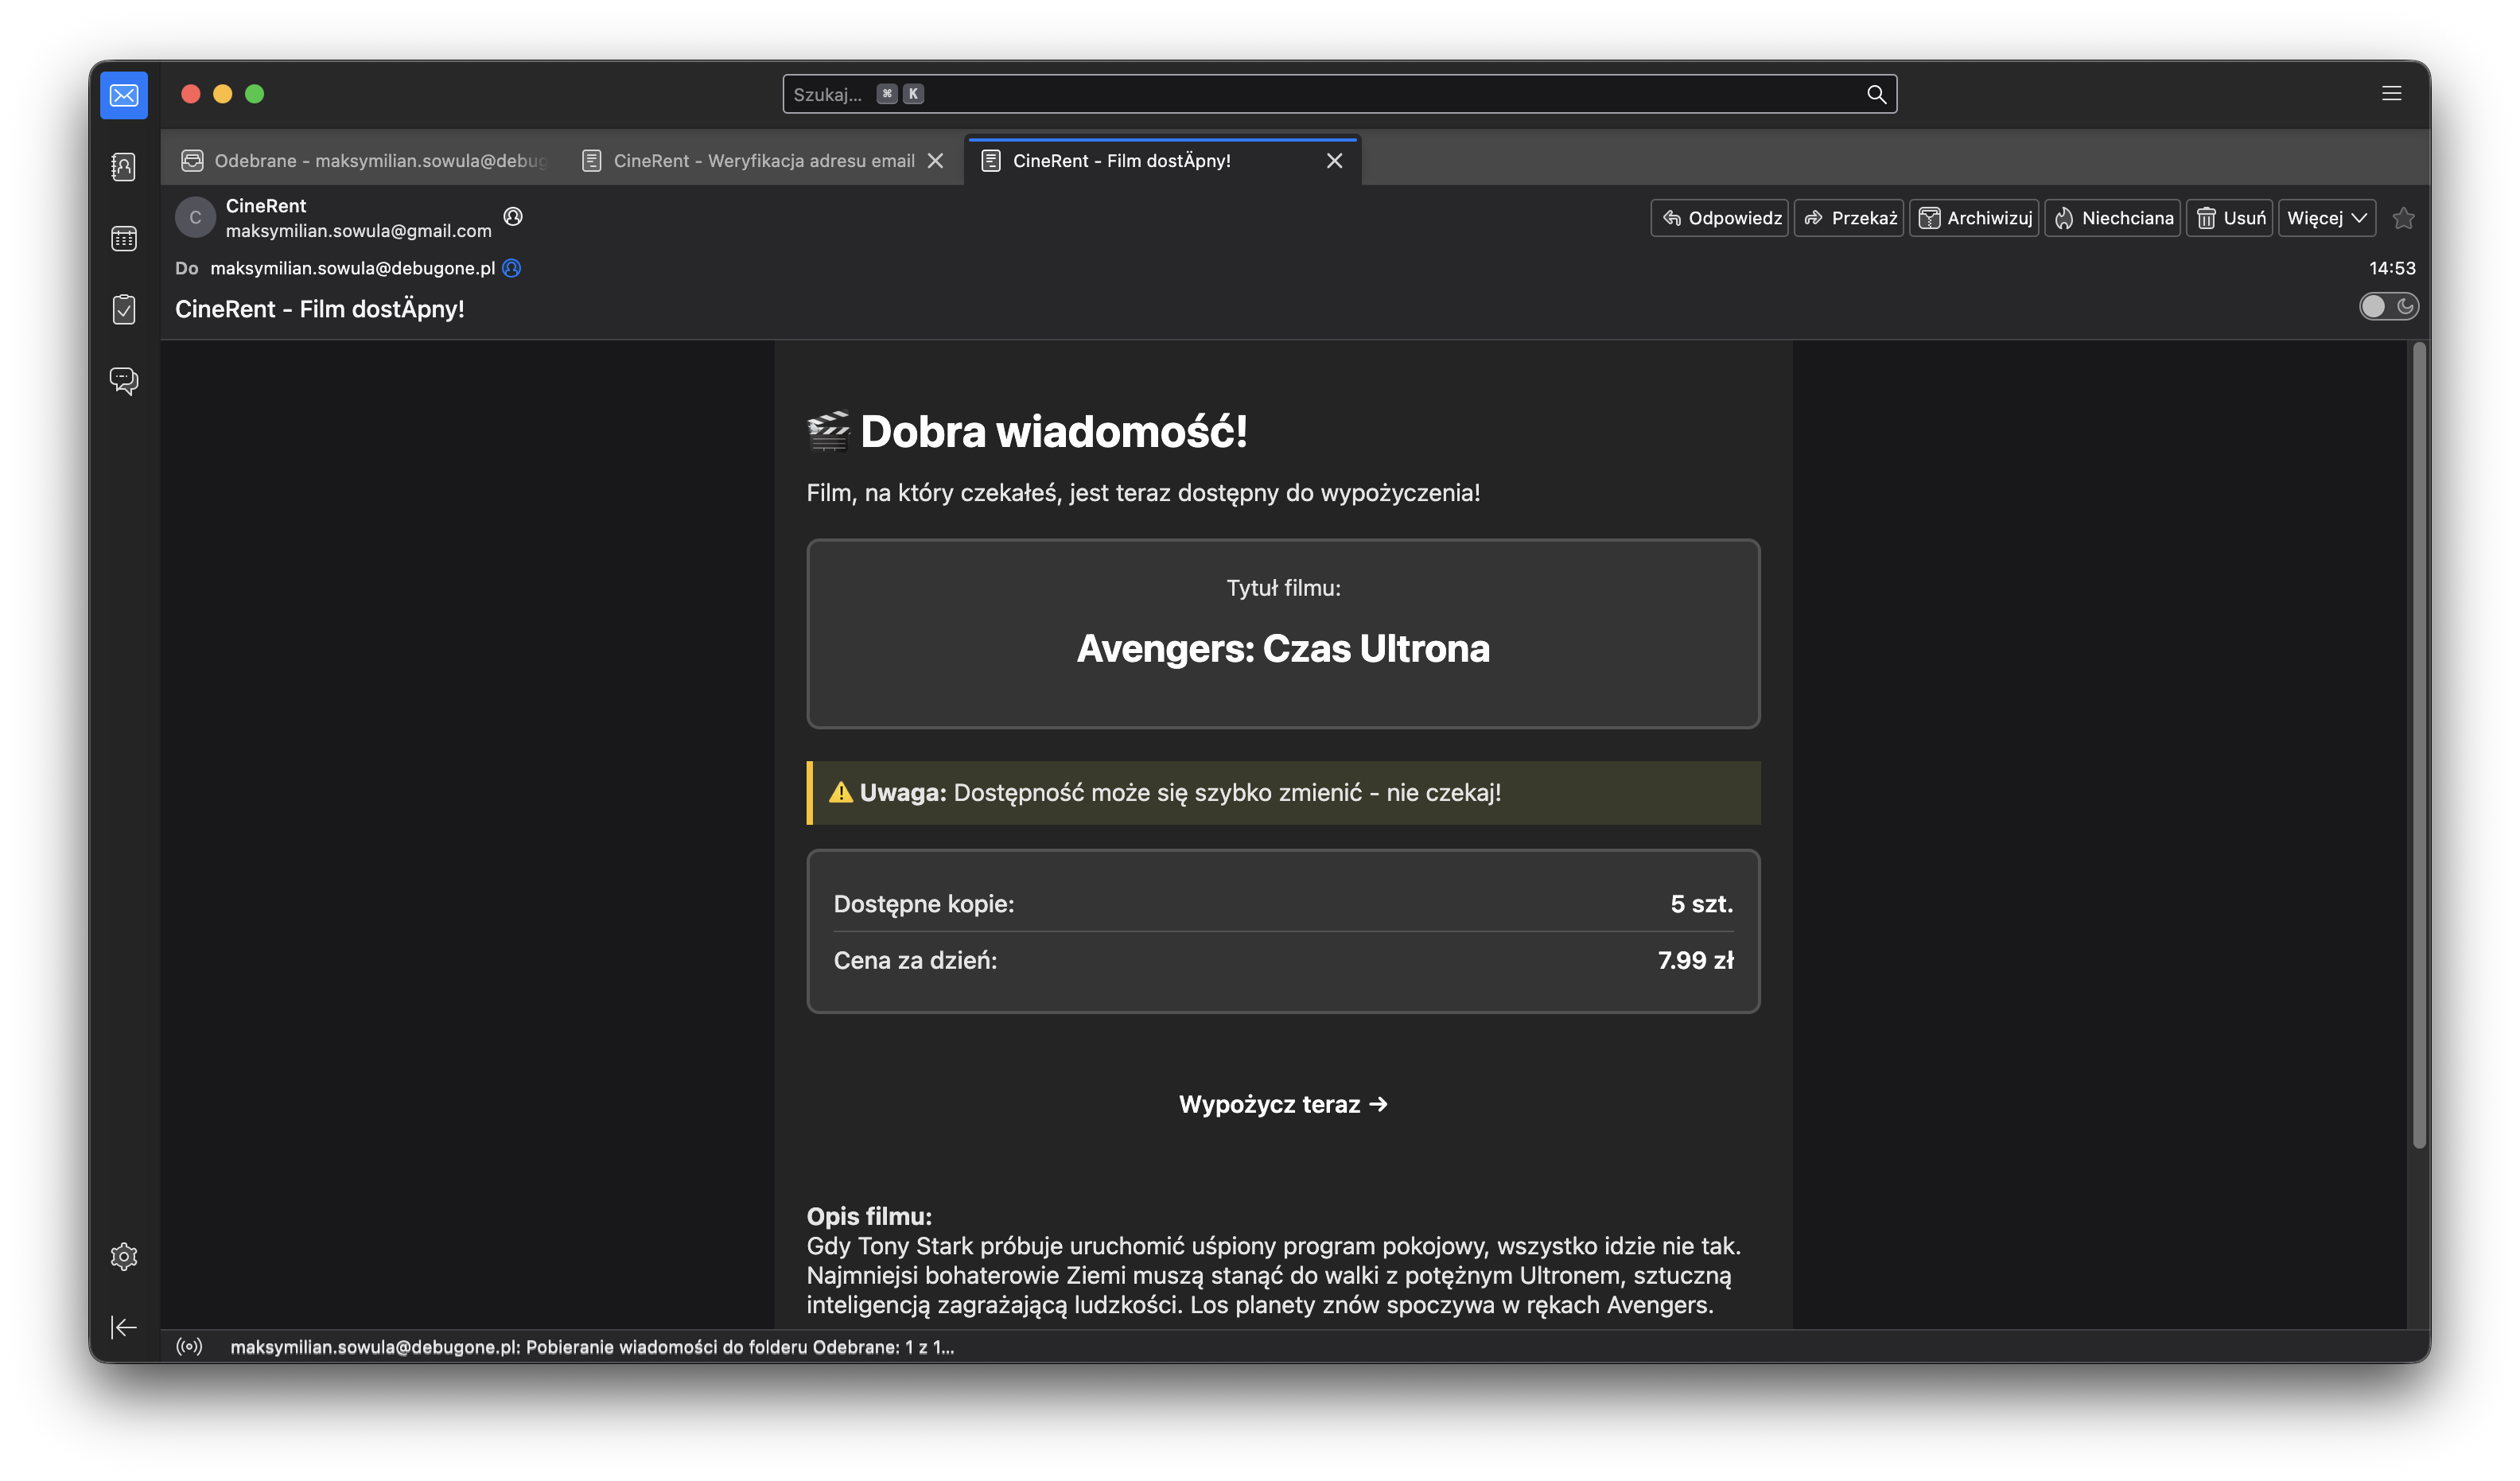 Szukaj... ⌘ K
Odebrane - maksymilian.sowula@debug
CineRent - Weryfikacja adresu email
CineRent - Film dostÄpny!
C
CineRent
maksymilian.sowula@gmail.com
Odpowiedz
Przekaż
Archiwizuj
Niechciana
Usuń
Więcej
Do maksymilian.sowula@debugone.pl
14:53
CineRent - Film dostÄpny!
🎬 Dobra wiadomość!
Film, na który czekałeś, jest teraz dostępny do wypożyczenia!
Tytuł filmu:
Avengers: Czas Ultrona
⚠️ Uwaga: Dostępność może się szybko zmienić - nie czekaj!
Dostępne kopie: 5 szt.
Cena za dzień: 7.99 zł
Wypożycz teraz →
Opis filmu:
Gdy Tony Stark próbuje uruchomić uśpiony program pokojowy, wszystko idzie nie tak.
Najmniejsi bohaterowie Ziemi muszą stanąć do walki z potężnym Ultronem, sztuczną
inteligencją zagrażającą ludzkości. Los planety znów spoczywa w rękach Avengers.
maksymilian.sowula@debugone.pl: Pobieranie wiadomości do folderu Odebrane: 1 z 1...